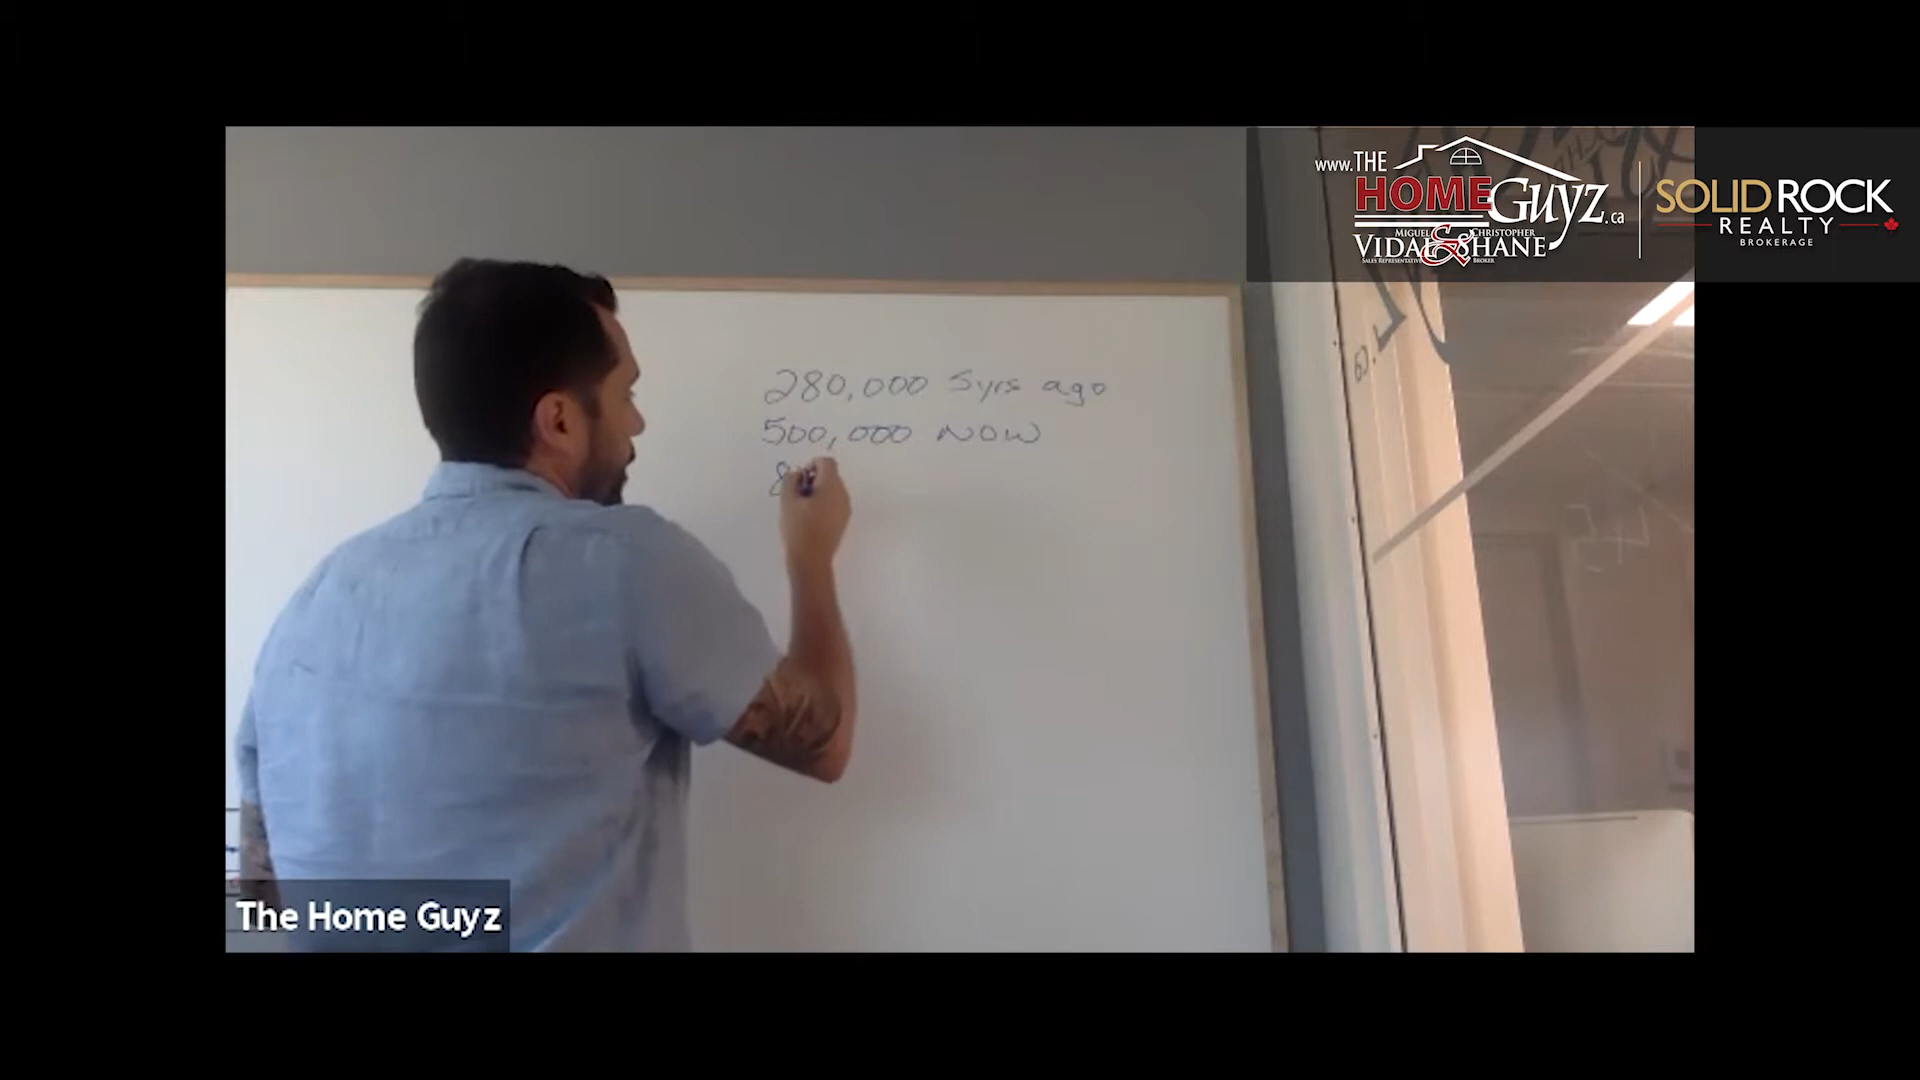 www.THE
HOME Guyz.ca
MIGUEL & CHRISTOPHER
VIDAL SHANE
SALES REPRESENTATIVE BROKER
SOLID ROCK
REALTY
BROKERAGE
280,000 5yrs ago
500,000 NOW
8
The Home Guyz